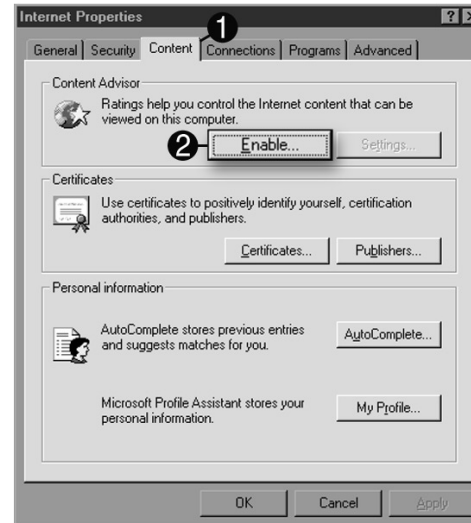 Internet Properties
1
General Security Content Connections Programs Advanced
Content Advisor
Ratings help you control the Internet content that can be
viewed on this computer.
2 Enable... Settings...
Certificates
Use certificates to positively identify yourself, certification
authorities, and publishers.
Certificates... Publishers...
Personal information
AutoComplete stores previous entries
and suggests matches for you.
AutoComplete...
Microsoft Profile Assistant stores your
personal information.
My Profile...
OK Cancel Apply